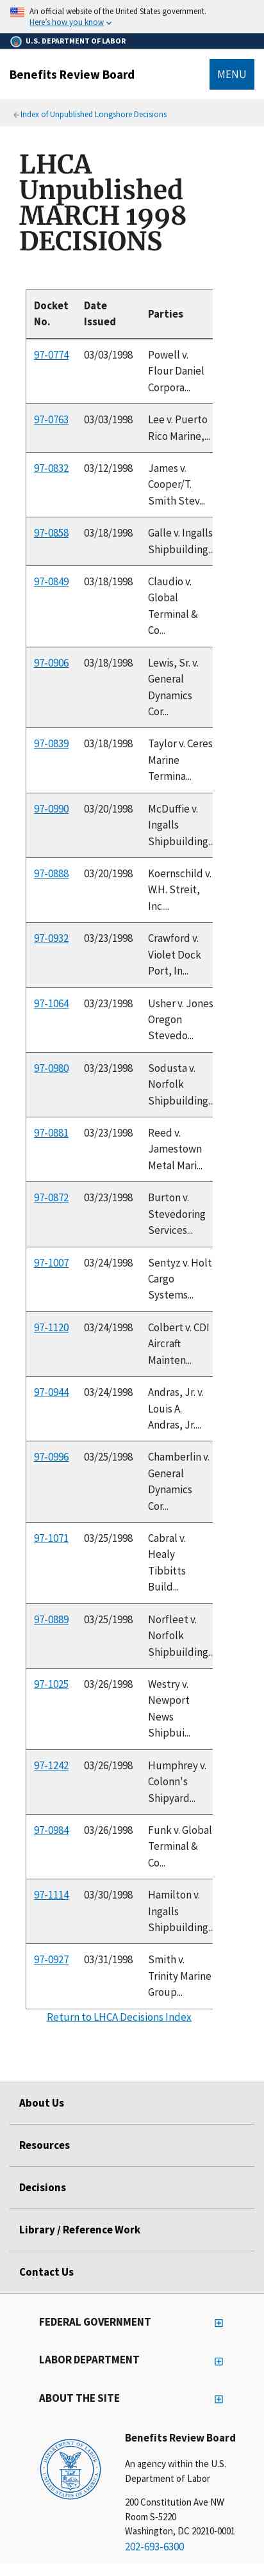 An official website of the United States government.
Here's how you know
U.S. DEPARTMENT OF LABOR
Benefits Review Board
MENU
Index of Unpublished Longshore Decisions
LHCA
Unpublished
MARCH 1998
DECISIONS
Docket No. Date Issued Parties
97-0774 03/03/1998 Powell v. Flour Daniel Corpora...
97-0763 03/03/1998 Lee v. Puerto Rico Marine,...
97-0832 03/12/1998 James v. Cooper/T. Smith Stev...
97-0858 03/18/1998 Galle v. Ingalls Shipbuilding..
97-0849 03/18/1998 Claudio v. Global Terminal & Co...
97-0906 03/18/1998 Lewis, Sr. v. General Dynamics Cor...
97-0839 03/18/1998 Taylor v. Ceres Marine Termina...
97-0990 03/20/1998 McDuffie v. Ingalls Shipbuilding..
97-0888 03/20/1998 Koernschild v. W.H. Streit, Inc....
97-0932 03/23/1998 Crawford v. Violet Dock Port, In...
97-1064 03/23/1998 Usher v. Jones Oregon Stevedo...
97-0980 03/23/1998 Sodusta v. Norfolk Shipbuilding..
97-0881 03/23/1998 Reed v. Jamestown Metal Mari...
97-0872 03/23/1998 Burton v. Stevedoring Services...
97-1007 03/24/1998 Sentyz v. Holt Cargo Systems...
97-1120 03/24/1998 Colbert v. CDI Aircraft Mainten...
97-0944 03/24/1998 Andras, Jr. v. Louis A. Andras, Jr....
97-0996 03/25/1998 Chamberlin v. General Dynamics Cor...
97-1071 03/25/1998 Cabral v. Healy Tibbitts Build...
97-0889 03/25/1998 Norfleet v. Norfolk Shipbuilding..
97-1025 03/26/1998 Westry v. Newport News Shipbui...
97-1242 03/26/1998 Humphrey v. Colonn's Shipyard...
97-0984 03/26/1998 Funk v. Global Terminal & Co...
97-1114 03/30/1998 Hamilton v. Ingalls Shipbuilding..
97-0927 03/31/1998 Smith v. Trinity Marine Group...
Return to LHCA Decisions Index
About Us
Resources
Decisions
Library / Reference Work
Contact Us
FEDERAL GOVERNMENT
LABOR DEPARTMENT
ABOUT THE SITE
Benefits Review Board
An agency within the U.S.
Department of Labor
200 Constitution Ave NW
Room S-5220
Washington, DC 20210-0001
202-693-6300